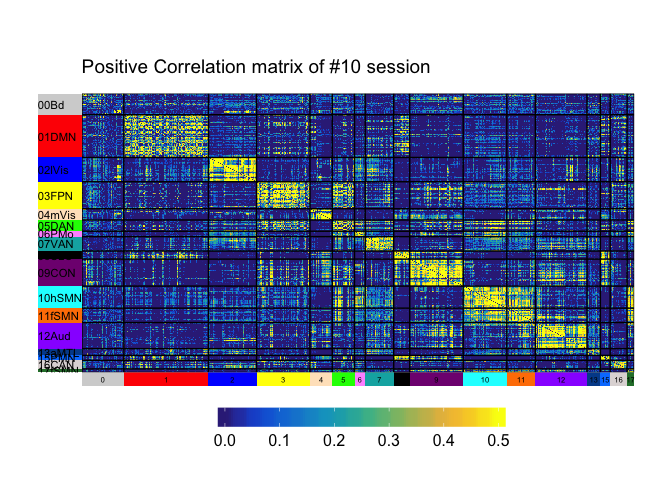 Positive Correlation matrix of #10 session
00Bd
01DMN
02lVis
03FPN
04mVis
05DAN
06PMo
07VAN
09CON
10hSMN
11fSMN
12Aud
0 1 2 3 4 5 6 7 9 10 11 12 13 15 16
0.0 0.1 0.2 0.3 0.4 0.5